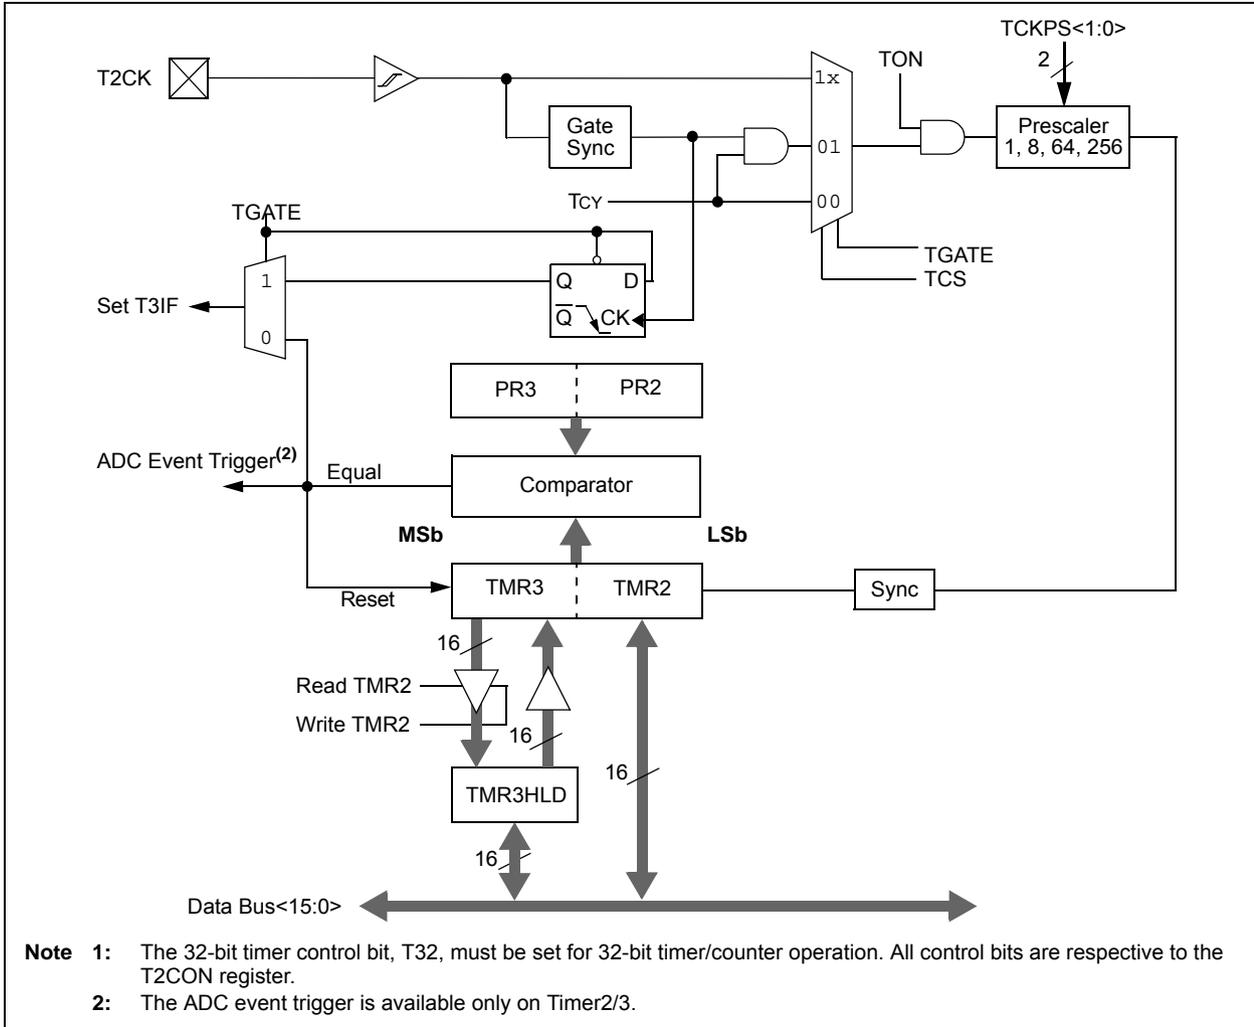 TCKPS<1:0>
TON
2
T2CK
1x
Gate
Sync
Prescaler
1, 8, 64, 256
01
TCY
00
TGATE
TGATE
TCS
1
Q
D
Set T3IF
Q
CK
0
PR3
PR2
ADC Event Trigger(2)
Equal
Comparator
MSb
LSb
TMR3
TMR2
Sync
Reset
16
Read TMR2
Write TMR2
16
16
TMR3HLD
16
Data Bus<15:0>
Note 1: The 32-bit timer control bit, T32, must be set for 32-bit timer/counter operation. All control bits are respective to the
T2CON register.
2: The ADC event trigger is available only on Timer2/3.